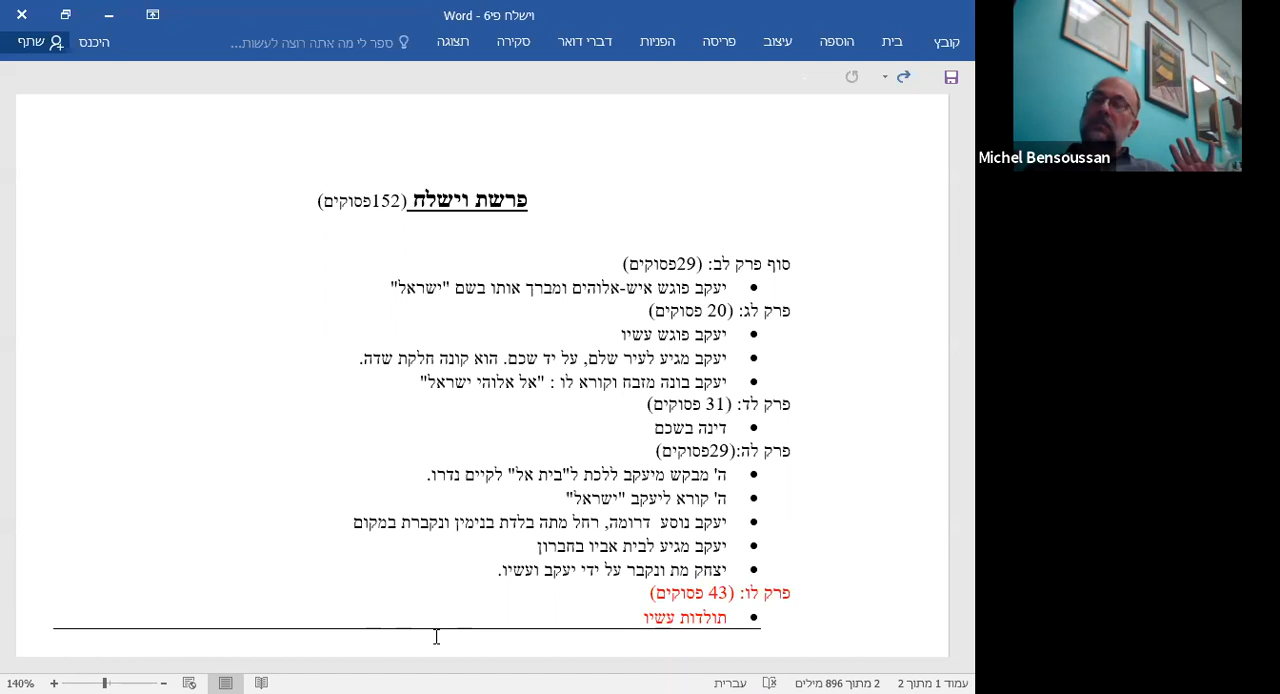 וישלח פי6 - Word
קובץ בית הוספה עיצוב פריסה הפניות דברי דואר סקירה תצוגה ספר לי מה אתה רוצה לעשות... היכנס שתף
Michel Bensoussan
פרשת וישלח (152פסוקים)
סוף פרק לב: (29פסוקים)
• יעקב פוגש איש-אלוהים ומברך אותו בשם "ישראל"
פרק לג: (20 פסוקים)
• יעקב פוגש עשיו
• יעקב מגיע לעיר שלם, על יד שכם. הוא קונה חלקת שדה.
• יעקב בונה מזבח וקורא לו : "אל אלוהי ישראל"
פרק לד: (31 פסוקים)
• דינה בשכם
פרק לה:(29פסוקים)
• ה' מבקש מיעקב ללכת ל"בית אל" לקיים נדרו.
• ה' קורא ליעקב "ישראל"
• יעקב נוסע דרומה, רחל מתה בלדת בנימין ונקברת במקום
• יעקב מגיע לבית אביו בחברון
• יצחק מת ונקבר על ידי יעקב ועשיו.
פרק לו: (43 פסוקים)
• תולדות עשיו
עמוד 1 מתוך 2 2 מתוך 896 מילים עברית 140%